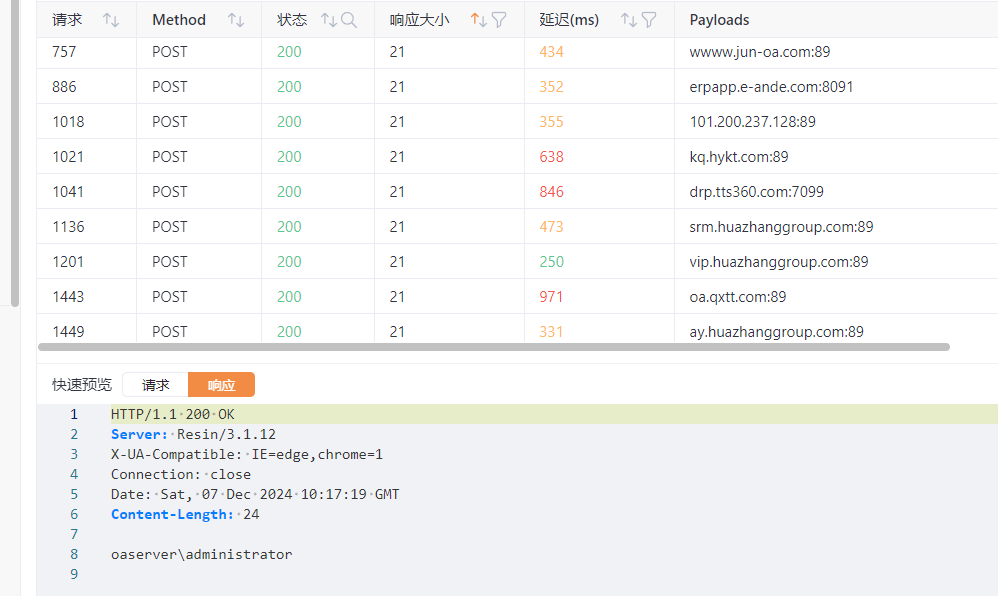 请求 Method 状态 响应大小 延迟(ms) Payloads
757 POST 200 21 434 wwww.jun-oa.com:89
886 POST 200 21 352 erpapp.e-ande.com:8091
1018 POST 200 21 355 101.200.237.128:89
1021 POST 200 21 638 kq.hykt.com:89
1041 POST 200 21 846 drp.tts360.com:7099
1136 POST 200 21 473 srm.huazhanggroup.com:89
1201 POST 200 21 250 vip.huazhanggroup.com:89
1443 POST 200 21 971 oa.qxtt.com:89
1449 POST 200 21 331 ay.huazhanggroup.com:89
快速预览 请求 响应
1 HTTP/1.1·200·OK
2 Server:·Resin/3.1.12
3 X-UA-Compatible:·IE=edge,chrome=1
4 Connection:·close
5 Date:·Sat,·07·Dec·2024·10:17:19·GMT
6 Content-Length:·24
7
8 oaserver\administrator
9